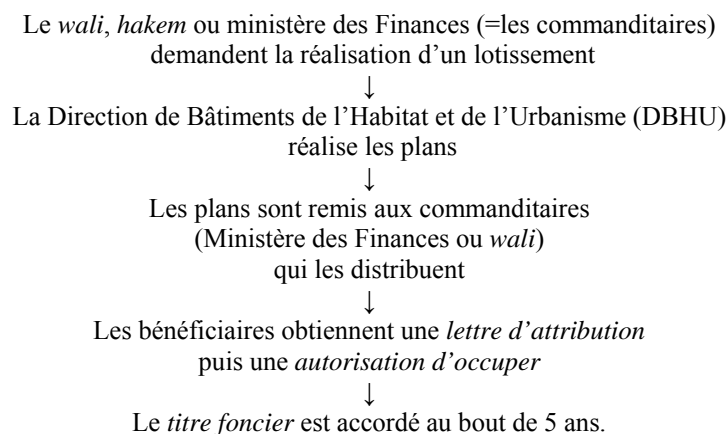 Le wali, hakem ou ministère des Finances (=les commanditaires)
demandent la réalisation d’un lotissement
↓
La Direction de Bâtiments de l’Habitat et de l’Urbanisme (DBHU)
réalise les plans
↓
Les plans sont remis aux commanditaires
(Ministère des Finances ou wali)
qui les distribuent
↓
Les bénéficiaires obtiennent une lettre d’attribution
puis une autorisation d’occuper
↓
Le titre foncier est accordé au bout de 5 ans.